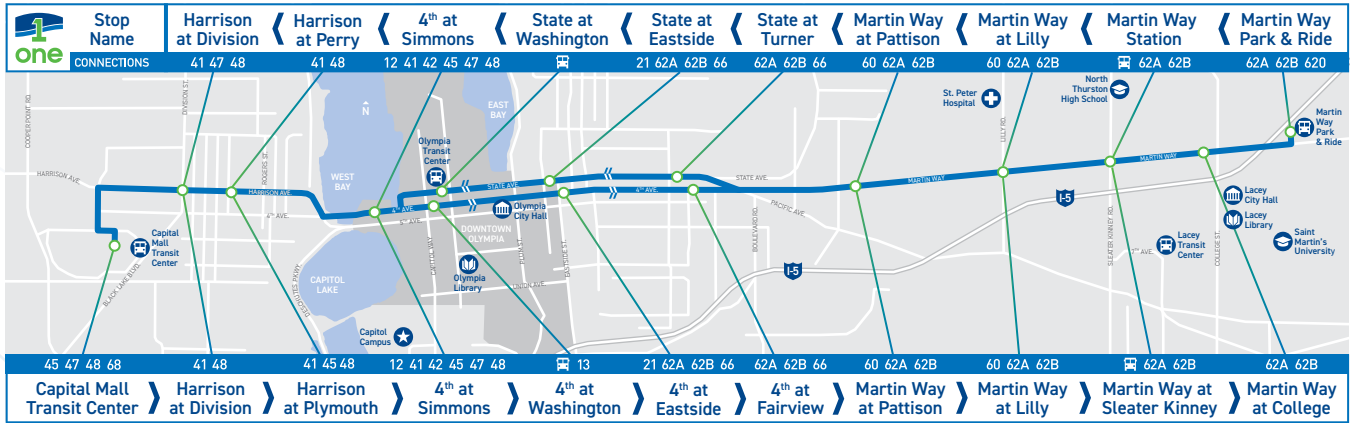 1
one
Stop
Name
Harrison
at Division
Harrison
at Perry
4th at
Simmons
State at
Washington
State at
Eastside
State at
Turner
Martin Way
at Pattison
Martin Way
at Lilly
Martin Way
Station
Martin Way
Park & Ride
CONNECTIONS
41 47 48
41 48
12 41 42 45 47 48
21 62A 62B 66
62A 62B 66
60 62A 62B
60 62A 62B
62A 62B
62A 62B 620
COOPER POINT RD.
DIVISION ST.
HARRISON AVE.
ROGERS ST.
HARRISON AVE.
4TH AVE.
N
WEST
BAY
EAST
BAY
Olympia
Transit
Center
STATE AVE.
4TH AVE.
4TH AVE.
Olympia
City Hall
DOWNTOWN
OLYMPIA
Olympia
Library
UNION AVE.
CAPITOL
LAKE
DESCHUTES PKWY
Capitol
Campus
Capital
Mall
Transit
Center
BLACK LAKE BLVD.
STATE AVE.
PACIFIC AVE.
BOULEVARD RD.
I-5
MARTIN WAY
St. Peter
Hospital
LILLY RD.
North
Thurston
High School
MARTIN WAY
I-5
SLEATER KINNEY RD.
COLLEGE ST.
7TH AVE.
Lacey
Transit
Center
Lacey
City Hall
Lacey
Library
Saint
Martin's
University
Martin
Way
Park
& Ride
45 47 48 68
41 48
41 45 48
12 41 42 45 47 48
13
21 62A 62B 66
62A 62B 66
60 62A 62B
60 62A 62B
62A 62B
62A 62B
Capital Mall
Transit Center
Harrison
at Division
Harrison
at Plymouth
4th at
Simmons
4th at
Washington
4th at
Eastside
4th at
Fairview
Martin Way
at Pattison
Martin Way
at Lilly
Martin Way at
Sleater Kinney
Martin Way
at College